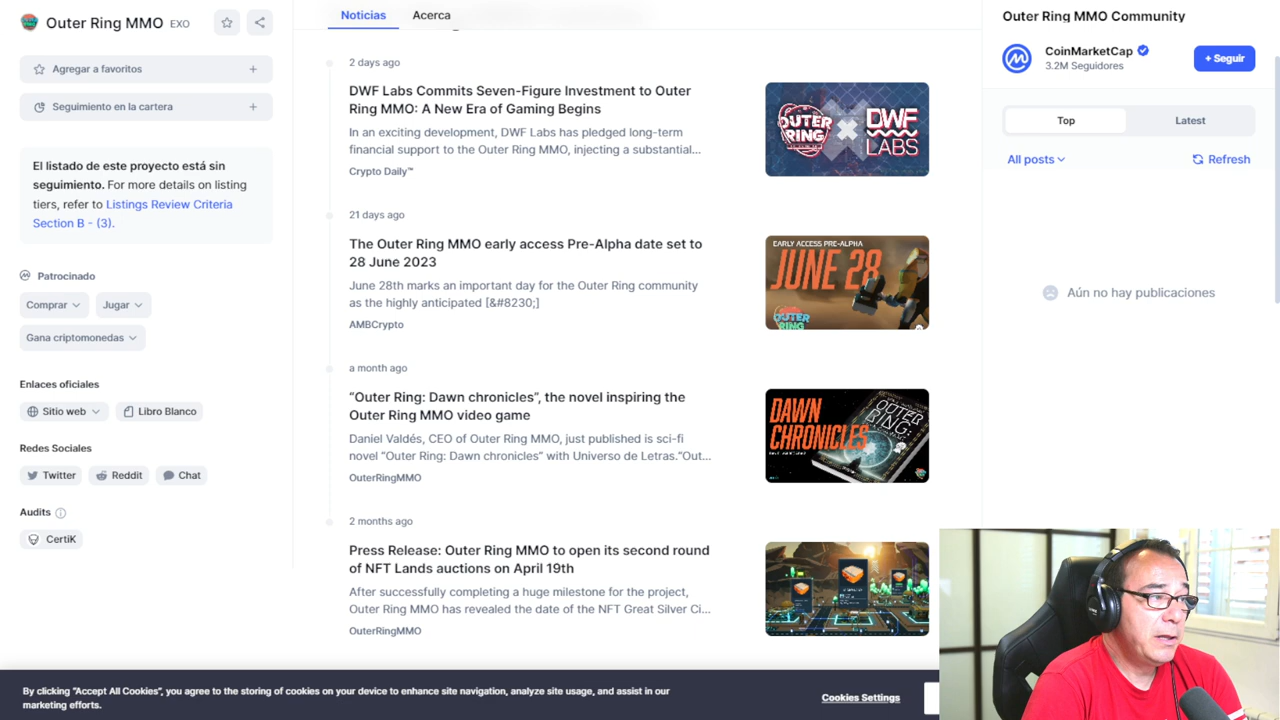 Outer Ring MMO EXO
Agregar a favoritos +
Seguimiento en la cartera +
El listado de este proyecto está sin
seguimiento. For more details on listing
tiers, refer to Listings Review Criteria
Section B - (3).
Patrocinado
Comprar
Jugar
Gana criptomonedas
Enlaces oficiales
Sitio web
Libro Blanco
Redes Sociales
Twitter
Reddit
Chat
Audits
CertiK
Noticias
Acerca
2 days ago
DWF Labs Commits Seven-Figure Investment to Outer
Ring MMO: A New Era of Gaming Begins
In an exciting development, DWF Labs has pledged long-term
financial support to the Outer Ring MMO, injecting a substantial...
Crypto Daily™
OUTER
RING
DWF
LABS
21 days ago
The Outer Ring MMO early access Pre-Alpha date set to
28 June 2023
June 28th marks an important day for the Outer Ring community
as the highly anticipated [&#8230;]
AMBCrypto
EARLY ACCESS PRE-ALPHA
JUNE 28
OUTER
RING
a month ago
“Outer Ring: Dawn chronicles”, the novel inspiring the
Outer Ring MMO video game
Daniel Valdés, CEO of Outer Ring MMO, just published is sci-fi
novel “Outer Ring: Dawn chronicles” with Universo de Letras.“Out...
OuterRingMMO
DAWN
CHRONICLES
OUTER
RING:
2 months ago
Press Release: Outer Ring MMO to open its second round
of NFT Lands auctions on April 19th
After successfully completing a huge milestone for the project,
Outer Ring MMO has revealed the date of the NFT Great Silver Ci...
OuterRingMMO
Outer Ring MMO Community
CoinMarketCap
3.2M Seguidores
+ Seguir
Top
Latest
All posts
Refresh
Aún no hay publicaciones
By clicking “Accept All Cookies”, you agree to the storing of cookies on your device to enhance site navigation, analyze site usage, and assist in our
marketing efforts.
Cookies Settings